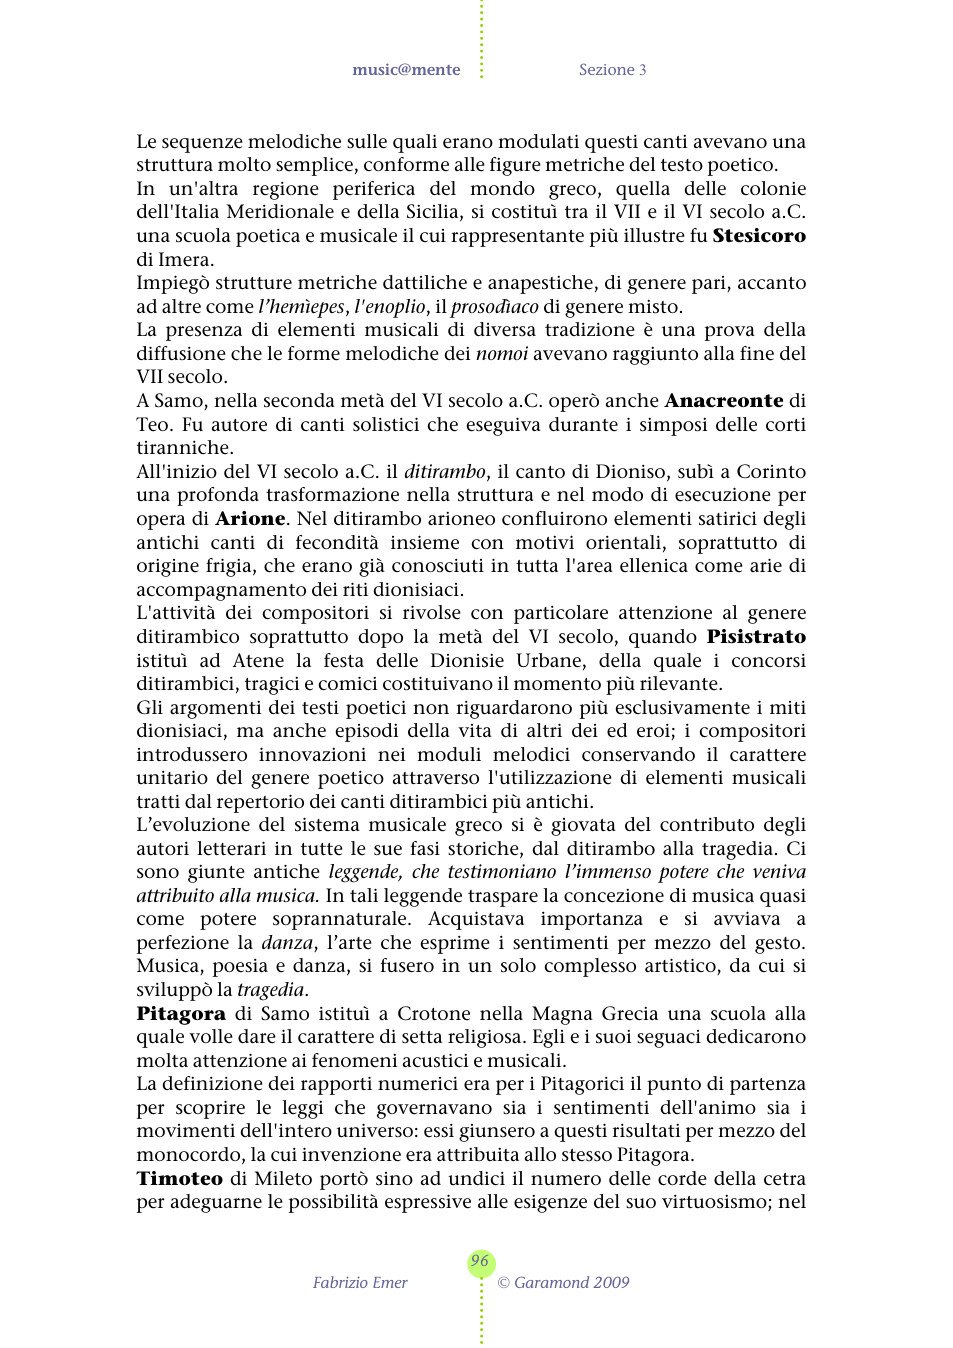 music@mente Sezione 3
Le sequenze melodiche sulle quali erano modulati questi canti avevano una
struttura molto semplice, conforme alle figure metriche del testo poetico.
In un'altra regione periferica del mondo greco, quella delle colonie
dell'Italia Meridionale e della Sicilia, si costituì tra il VII e il VI secolo a.C.
una scuola poetica e musicale il cui rappresentante più illustre fu Stesicoro
di Imera.
Impiegò strutture metriche dattiliche e anapestiche, di genere pari, accanto
ad altre come l’hemìepes, l'enoplio, il prosodìaco di genere misto.
La presenza di elementi musicali di diversa tradizione è una prova della
diffusione che le forme melodiche dei nomoi avevano raggiunto alla fine del
VII secolo.
A Samo, nella seconda metà del VI secolo a.C. operò anche Anacreonte di
Teo. Fu autore di canti solistici che eseguiva durante i simposi delle corti
tiranniche.
All'inizio del VI secolo a.C. il ditirambo, il canto di Dioniso, subì a Corinto
una profonda trasformazione nella struttura e nel modo di esecuzione per
opera di Arione. Nel ditirambo arioneo confluirono elementi satirici degli
antichi canti di fecondità insieme con motivi orientali, soprattutto di
origine frigia, che erano già conosciuti in tutta l'area ellenica come arie di
accompagnamento dei riti dionisiaci.
L'attività dei compositori si rivolse con particolare attenzione al genere
ditirambico soprattutto dopo la metà del VI secolo, quando Pisistrato
istituì ad Atene la festa delle Dionisie Urbane, della quale i concorsi
ditirambici, tragici e comici costituivano il momento più rilevante.
Gli argomenti dei testi poetici non riguardarono più esclusivamente i miti
dionisiaci, ma anche episodi della vita di altri dei ed eroi; i compositori
introdussero innovazioni nei moduli melodici conservando il carattere
unitario del genere poetico attraverso l'utilizzazione di elementi musicali
tratti dal repertorio dei canti ditirambici più antichi.
L’evoluzione del sistema musicale greco si è giovata del contributo degli
autori letterari in tutte le sue fasi storiche, dal ditirambo alla tragedia. Ci
sono giunte antiche leggende, che testimoniano l’immenso potere che veniva
attribuito alla musica. In tali leggende traspare la concezione di musica quasi
come potere soprannaturale. Acquistava importanza e si avviava a
perfezione la danza, l’arte che esprime i sentimenti per mezzo del gesto.
Musica, poesia e danza, si fusero in un solo complesso artistico, da cui si
sviluppò la tragedia.
Pitagora di Samo istituì a Crotone nella Magna Grecia una scuola alla
quale volle dare il carattere di setta religiosa. Egli e i suoi seguaci dedicarono
molta attenzione ai fenomeni acustici e musicali.
La definizione dei rapporti numerici era per i Pitagorici il punto di partenza
per scoprire le leggi che governavano sia i sentimenti dell'animo sia i
movimenti dell'intero universo: essi giunsero a questi risultati per mezzo del
monocordo, la cui invenzione era attribuita allo stesso Pitagora.
Timoteo di Mileto portò sino ad undici il numero delle corde della cetra
per adeguarne le possibilità espressive alle esigenze del suo virtuosismo; nel
96
Fabrizio Emer © Garamond 2009